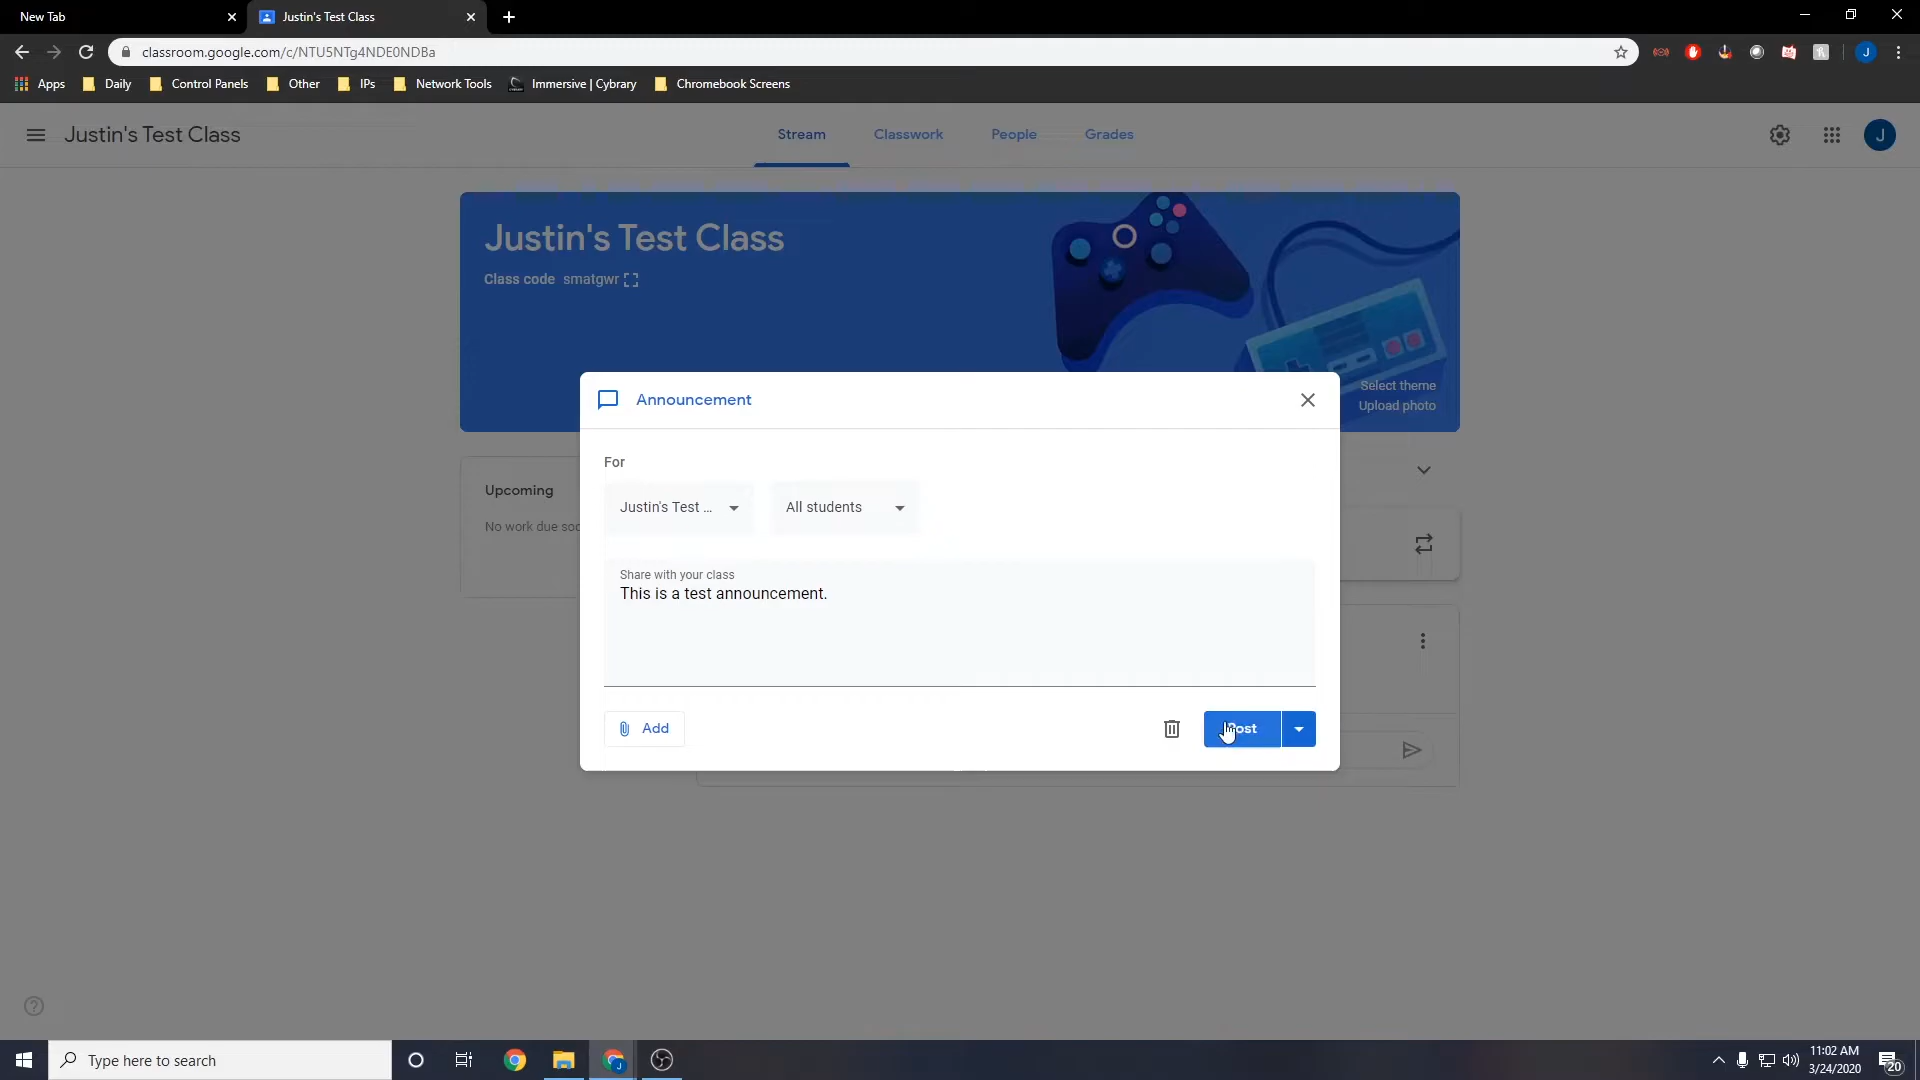 New Tab
Justin's Test Class
classroom.google.com/c/NTU5NTg4NDE0NDBa
J
Apps
Daily
Control Panels
Other
IPs
Network Tools
Immersive | Cybrary
Chromebook Screens
Justin's Test Class
Stream
Classwork
People
Grades
J
Justin's Test Class
Class code smatgwr
Select theme
Upload photo
Upcoming
No work due
Announcement
For
Justin's Test ...
All students
Share with your class
This is a test announcement.
Add
Post
Type here to search
J
11:02 AM
3/24/2020
20